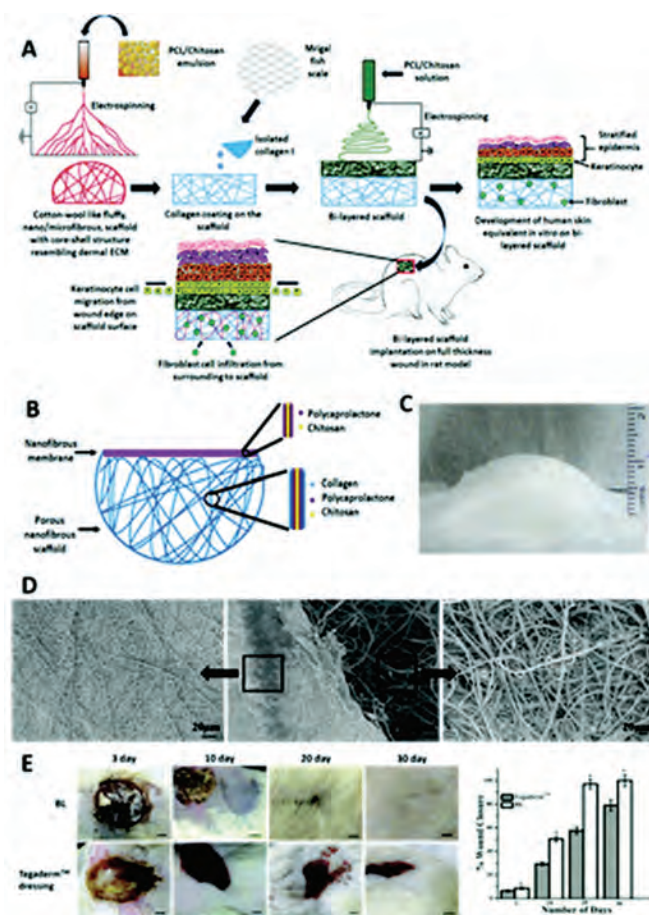 A
PCL/Chitosan
emulsion
Electrospinning
Mrigal
fish
scale
Isolated
collagen I
PCL/Chitosan
solution
Electrospinning
Stratified
epidermis
Keratinocyte
Fibroblast
Cotton-wool like fluffy,
nano/microfibrous, scaffold
with core-shell structure
resembling dermal ECM
Collagen coating on the
scaffold
Bi-layered scaffold
Development of human skin
equivalent in vitro on bi-
layered scaffold
Keratinocyte cell
migration from
wound edge on
scaffold surface
Fibroblast cell infiltration from
surrounding to scaffold
Bi-layered scaffold
implantation on full thickness
wound in rat model
B
Nanofibrous
membrane
Polycaprolactone
Chitosan
Porous
nanofibrous
scaffold
Collagen
Polycaprolactone
Chitosan
C
D
20µm
20µm
E
3 day
10 day
20 day
30 day
BL
Tegaderm™
dressing
% Wound Closure
Tegaderm™
BL
Number of Days